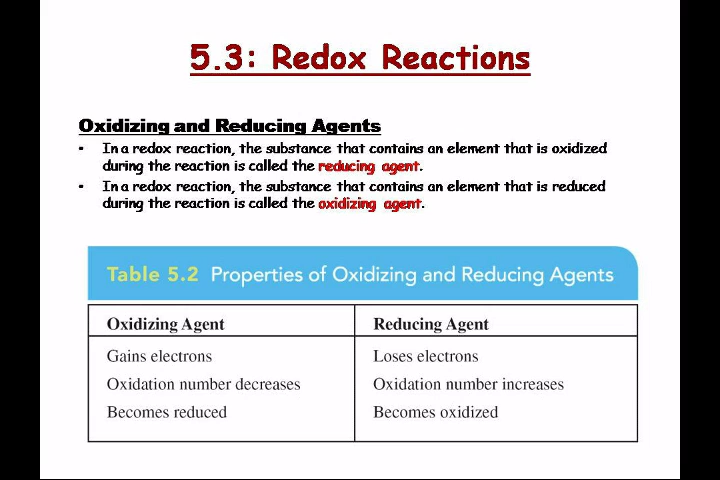 5.3: Redox Reactions
Oxidizing and Reducing Agents
• In a redox reaction, the substance that contains an element that is oxidized
during the reaction is called the reducing agent.
• In a redox reaction, the substance that contains an element that is reduced
during the reaction is called the oxidizing agent.
Table 5.2 Properties of Oxidizing and Reducing Agents
Oxidizing Agent Reducing Agent
Gains electrons Loses electrons
Oxidation number decreases Oxidation number increases
Becomes reduced Becomes oxidized